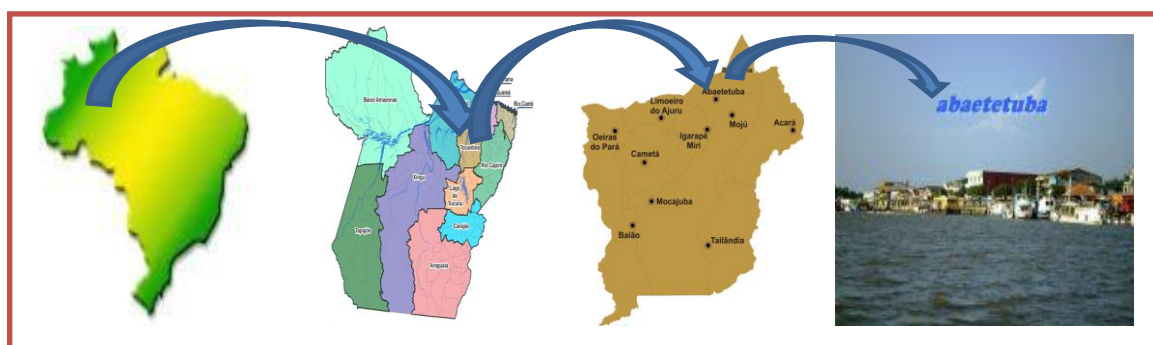 Baixo Amazonas
Rio Caeté
Tocantins
Rio Capim
Xingu
Lago
de
Tucuruí
Carajás
Tapajós
Araguaia
Abaetetuba
Limoeiro
do Ajuru
Mojú
Acará
Oeiras
do Pará
Igarapé
Miri
Cametá
Mocajuba
Baião
Tailândia
abaetetuba